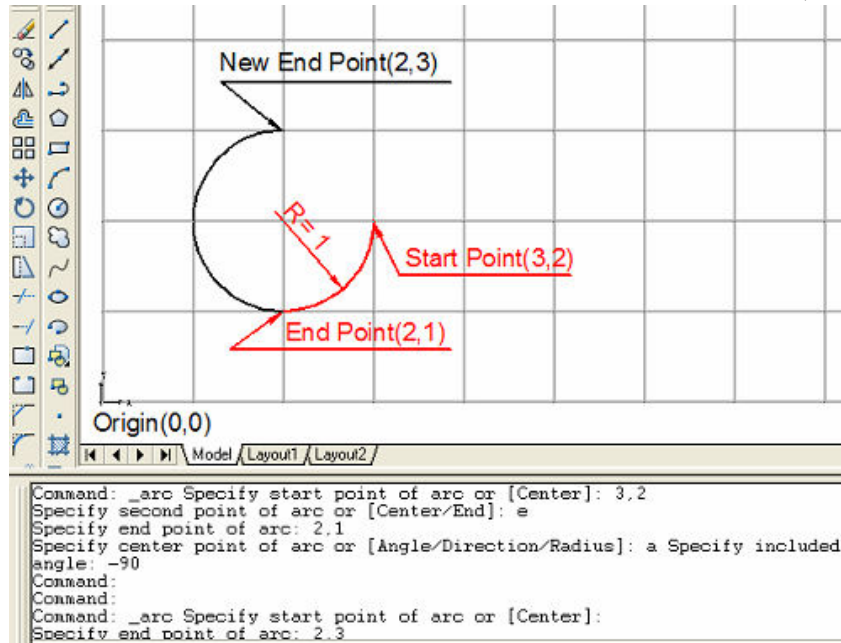 New End Point(2,3)
R= 1
Start Point(3,2)
End Point(2,1)
Origin(0,0)
Model Layout1 Layout2
Command: _arc Specify start point of arc or [Center]: 3,2
Specify second point of arc or [Center/End]: e
Specify end point of arc: 2,1
Specify center point of arc or [Angle/Direction/Radius]: a Specify included
angle: -90
Command:
Command:
Command: _arc Specify start point of arc or [Center]:
Specify end point of arc: 2,3